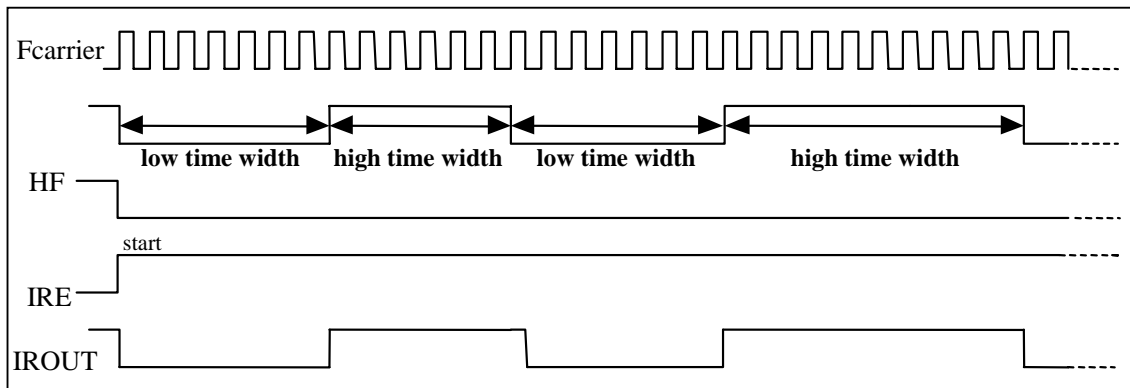 Fcarrier
low time width high time width low time width high time width
HF
start
IRE
IROUT